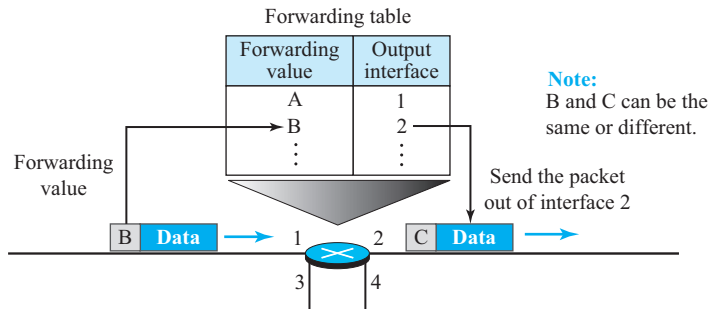 Forwarding table
Forwarding value
Output interface
A 1
B 2
Note:
B and C can be the
same or different.
Forwarding
value
Send the packet
out of interface 2
B Data
1
2
C Data
3
4